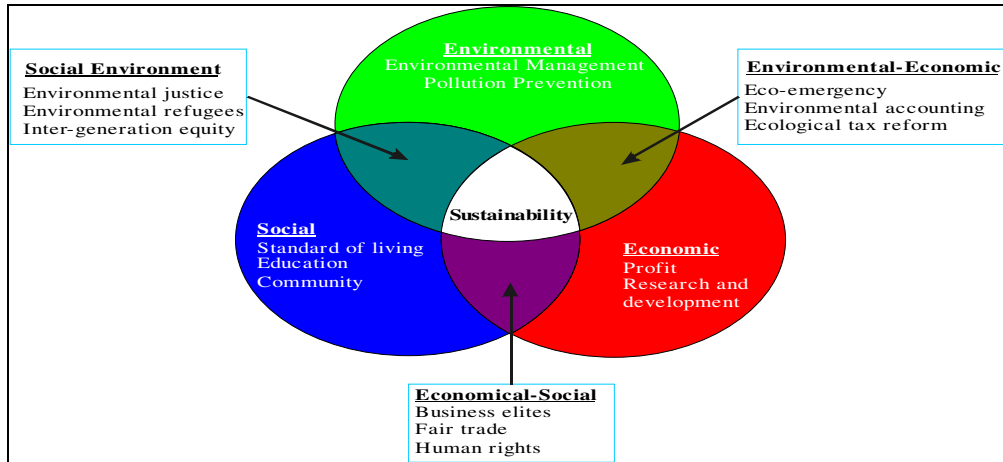 Environmental
Environmental Management
Pollution Prevention
Social Environment
Environmental justice
Environmental refugees
Inter-generation equity
Environmental-Economic
Eco-emergency
Environmental accounting
Ecological tax reform
Sustainability
Social
Standard of living
Education
Community
Economic
Profit
Research and
development
Economical-Social
Business elites
Fair trade
Human rights